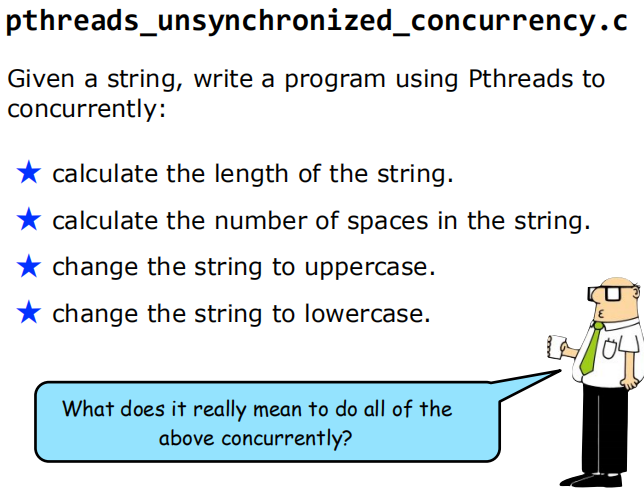 pthreads_unsynchronized_concurrency.c
Given a string, write a program using Pthreads to
concurrently:
★ calculate the length of the string.
★ calculate the number of spaces in the string.
★ change the string to uppercase.
★ change the string to lowercase.
What does it really mean to do all of the
above concurrently?